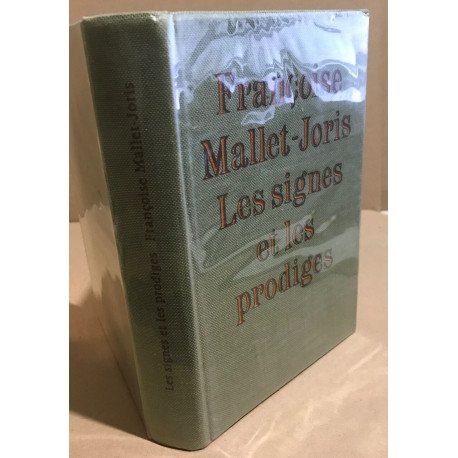 Françoise
Mallet-Joris
Les signes
et les
prodiges
Les signes et les prodiges Françoise Mallet-Joris